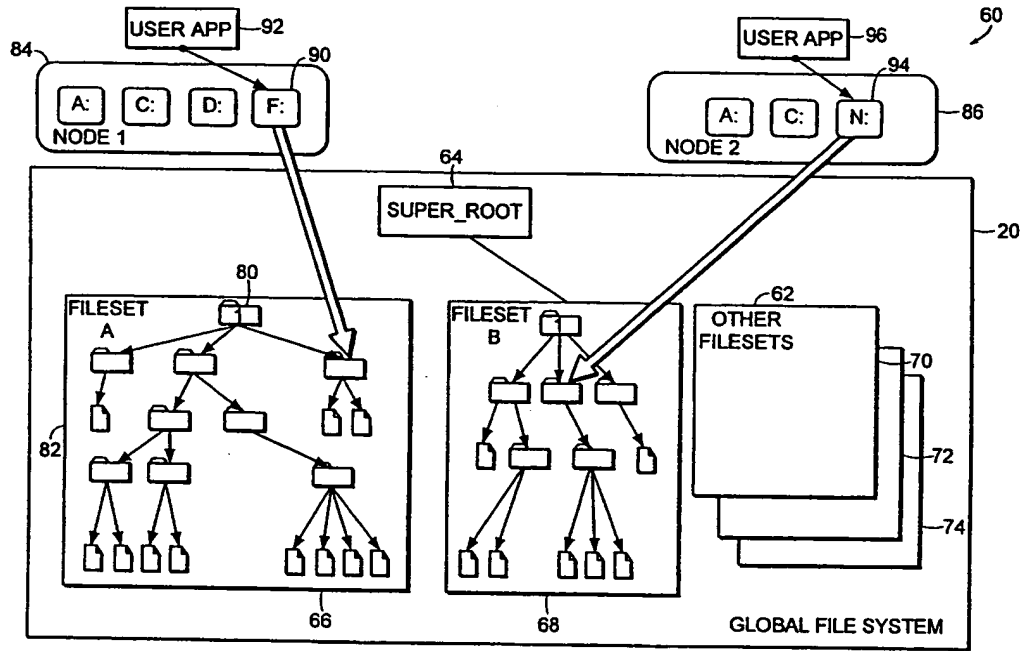 60
USER APP
92
USER APP
96
84
90
94
A:
C:
D:
F:
NODE 1
A:
C:
N:
NODE 2
86
64
SUPER_ROOT
20
80
FILESET
A
FILESET
B
62
OTHER
FILESETS
70
82
72
74
66
68
GLOBAL FILE SYSTEM